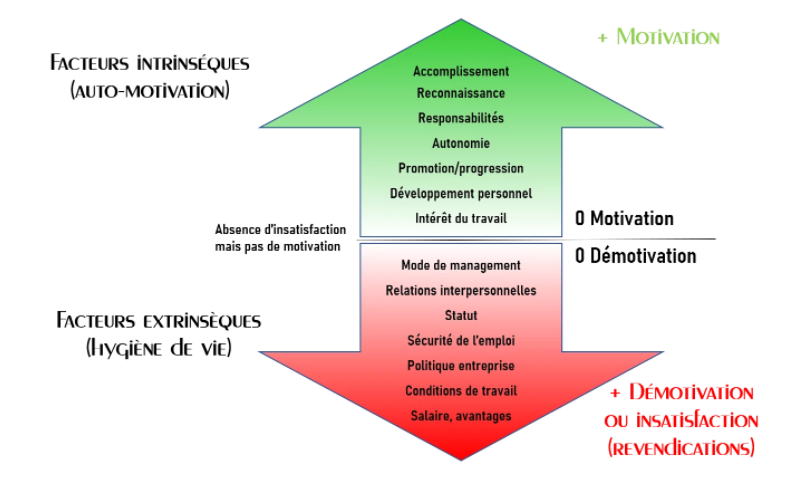 + Motivation
Facteurs intrinséques
(auto-motivation)
Accomplissement
Reconnaissance
Responsabilités
Autonomie
Promotion/progression
Développement personnel
Intérêt du travail
0 Motivation
Absence d'insatisfaction
mais pas de motivation
0 Démotivation
Mode de management
Relations interpersonnelles
Statut
Sécurité de l'emploi
Politique entreprise
Conditions de travail
Salaire, avantages
Facteurs extrinsèques
(hygiène de vie)
+ Démotivation
ou insatisfaction
(revendications)